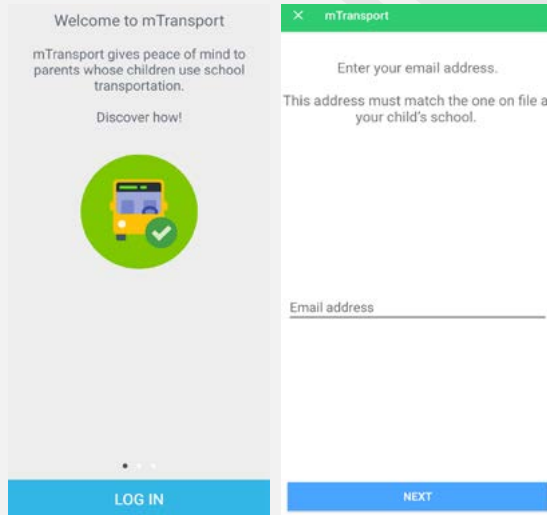 Welcome to mTransport
mTransport gives peace of mind to
parents whose children use school
transportation.
Discover how!
LOG IN
× mTransport
Enter your email address.
This address must match the one on file a
your child's school.
Email address
NEXT